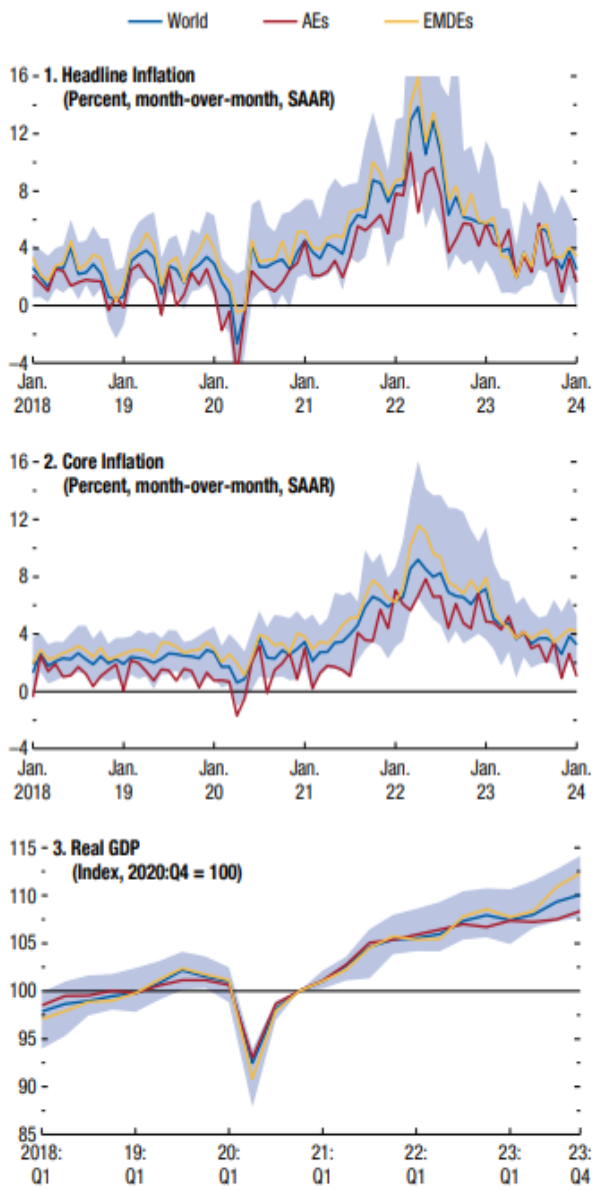 World AEs EMDEs
1. Headline Inflation
(Percent, month-over-month, SAAR)
16
12
8
4
0
–4
Jan. Jan. Jan. Jan. Jan. Jan. Jan.
2018 19 20 21 22 23 24
2. Core Inflation
(Percent, month-over-month, SAAR)
16
12
8
4
0
–4
Jan. Jan. Jan. Jan. Jan. Jan. Jan.
2018 19 20 21 22 23 24
3. Real GDP
(Index, 2020:Q4 = 100)
115
110
105
100
95
90
85
2018: 19: 20: 21: 22: 23: 23:
Q1 Q1 Q1 Q1 Q1 Q1 Q4